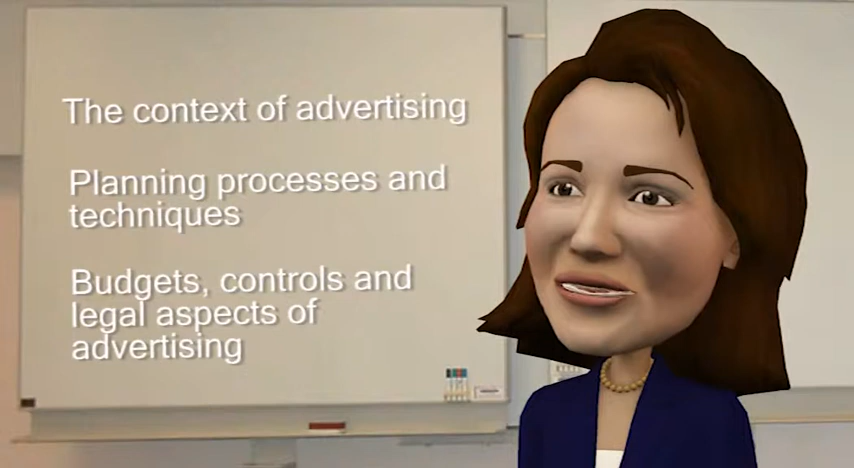 The context of advertising
Planning processes and
techniques
Budgets, controls and
legal aspects of
advertising